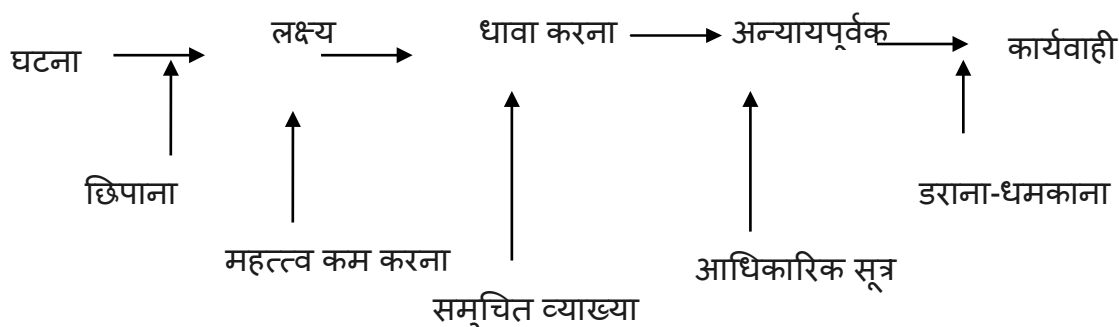 घटना लक्ष्य धावा करना अन्यायपूर्वक कार्यवाही
छिपाना डराना-धमकाना
महत्त्व कम करना आधिकारिक सूत्र
समुचित व्याख्या